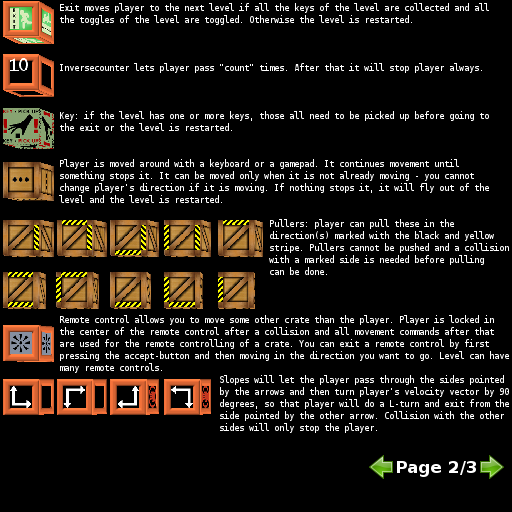 Exit moves player to the next level if all the keys of the level are collected and all
the toggles of the level are toggled. Otherwise the level is restarted.
10
Inversecounter lets player pass "count" times. After that it will stop player always.
KEY - PICK UP!
Key: if the level has one or more keys, those all need to be picked up before going to
the exit or the level is restarted.
KEY - PICK UP!
Player is moved around with a keyboard or a gamepad. It continues movement until
something stops it. It can be moved only when it is not already moving - you cannot
change player's direction if it is moving. If nothing stops it, it will fly out of the
level and the level is restarted.
Pullers: player can pull these in the
direction(s) marked with the black and yellow
stripe. Pullers cannot be pushed and a collision
with a marked side is needed before pulling
can be done.
Remote control allows you to move some other crate than the player. Player is locked in
the center of the remote control after a collision and all movement commands after that
are used for the remote controlling of a crate. You can exit a remote control by first
pressing the accept-button and then moving in the direction you want to go. Level can have
many remote controls.
Slopes will let the player pass through the sides pointed
by the arrows and then turn player's velocity vector by 90
degrees, so that player will do a L-turn and exit from the
side pointed by the other arrow. Collision with the other
sides will only stop the player.
Page 2/3